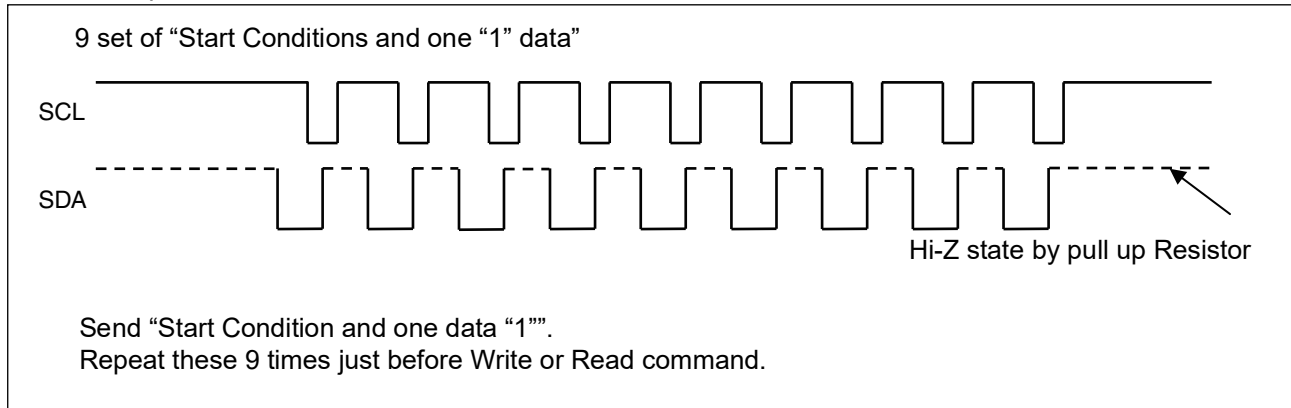 9 set of “Start Conditions and one “1” data”
SCL
SDA
Hi-Z state by pull up Resistor
Send “Start Condition and one data “1””.
Repeat these 9 times just before Write or Read command.